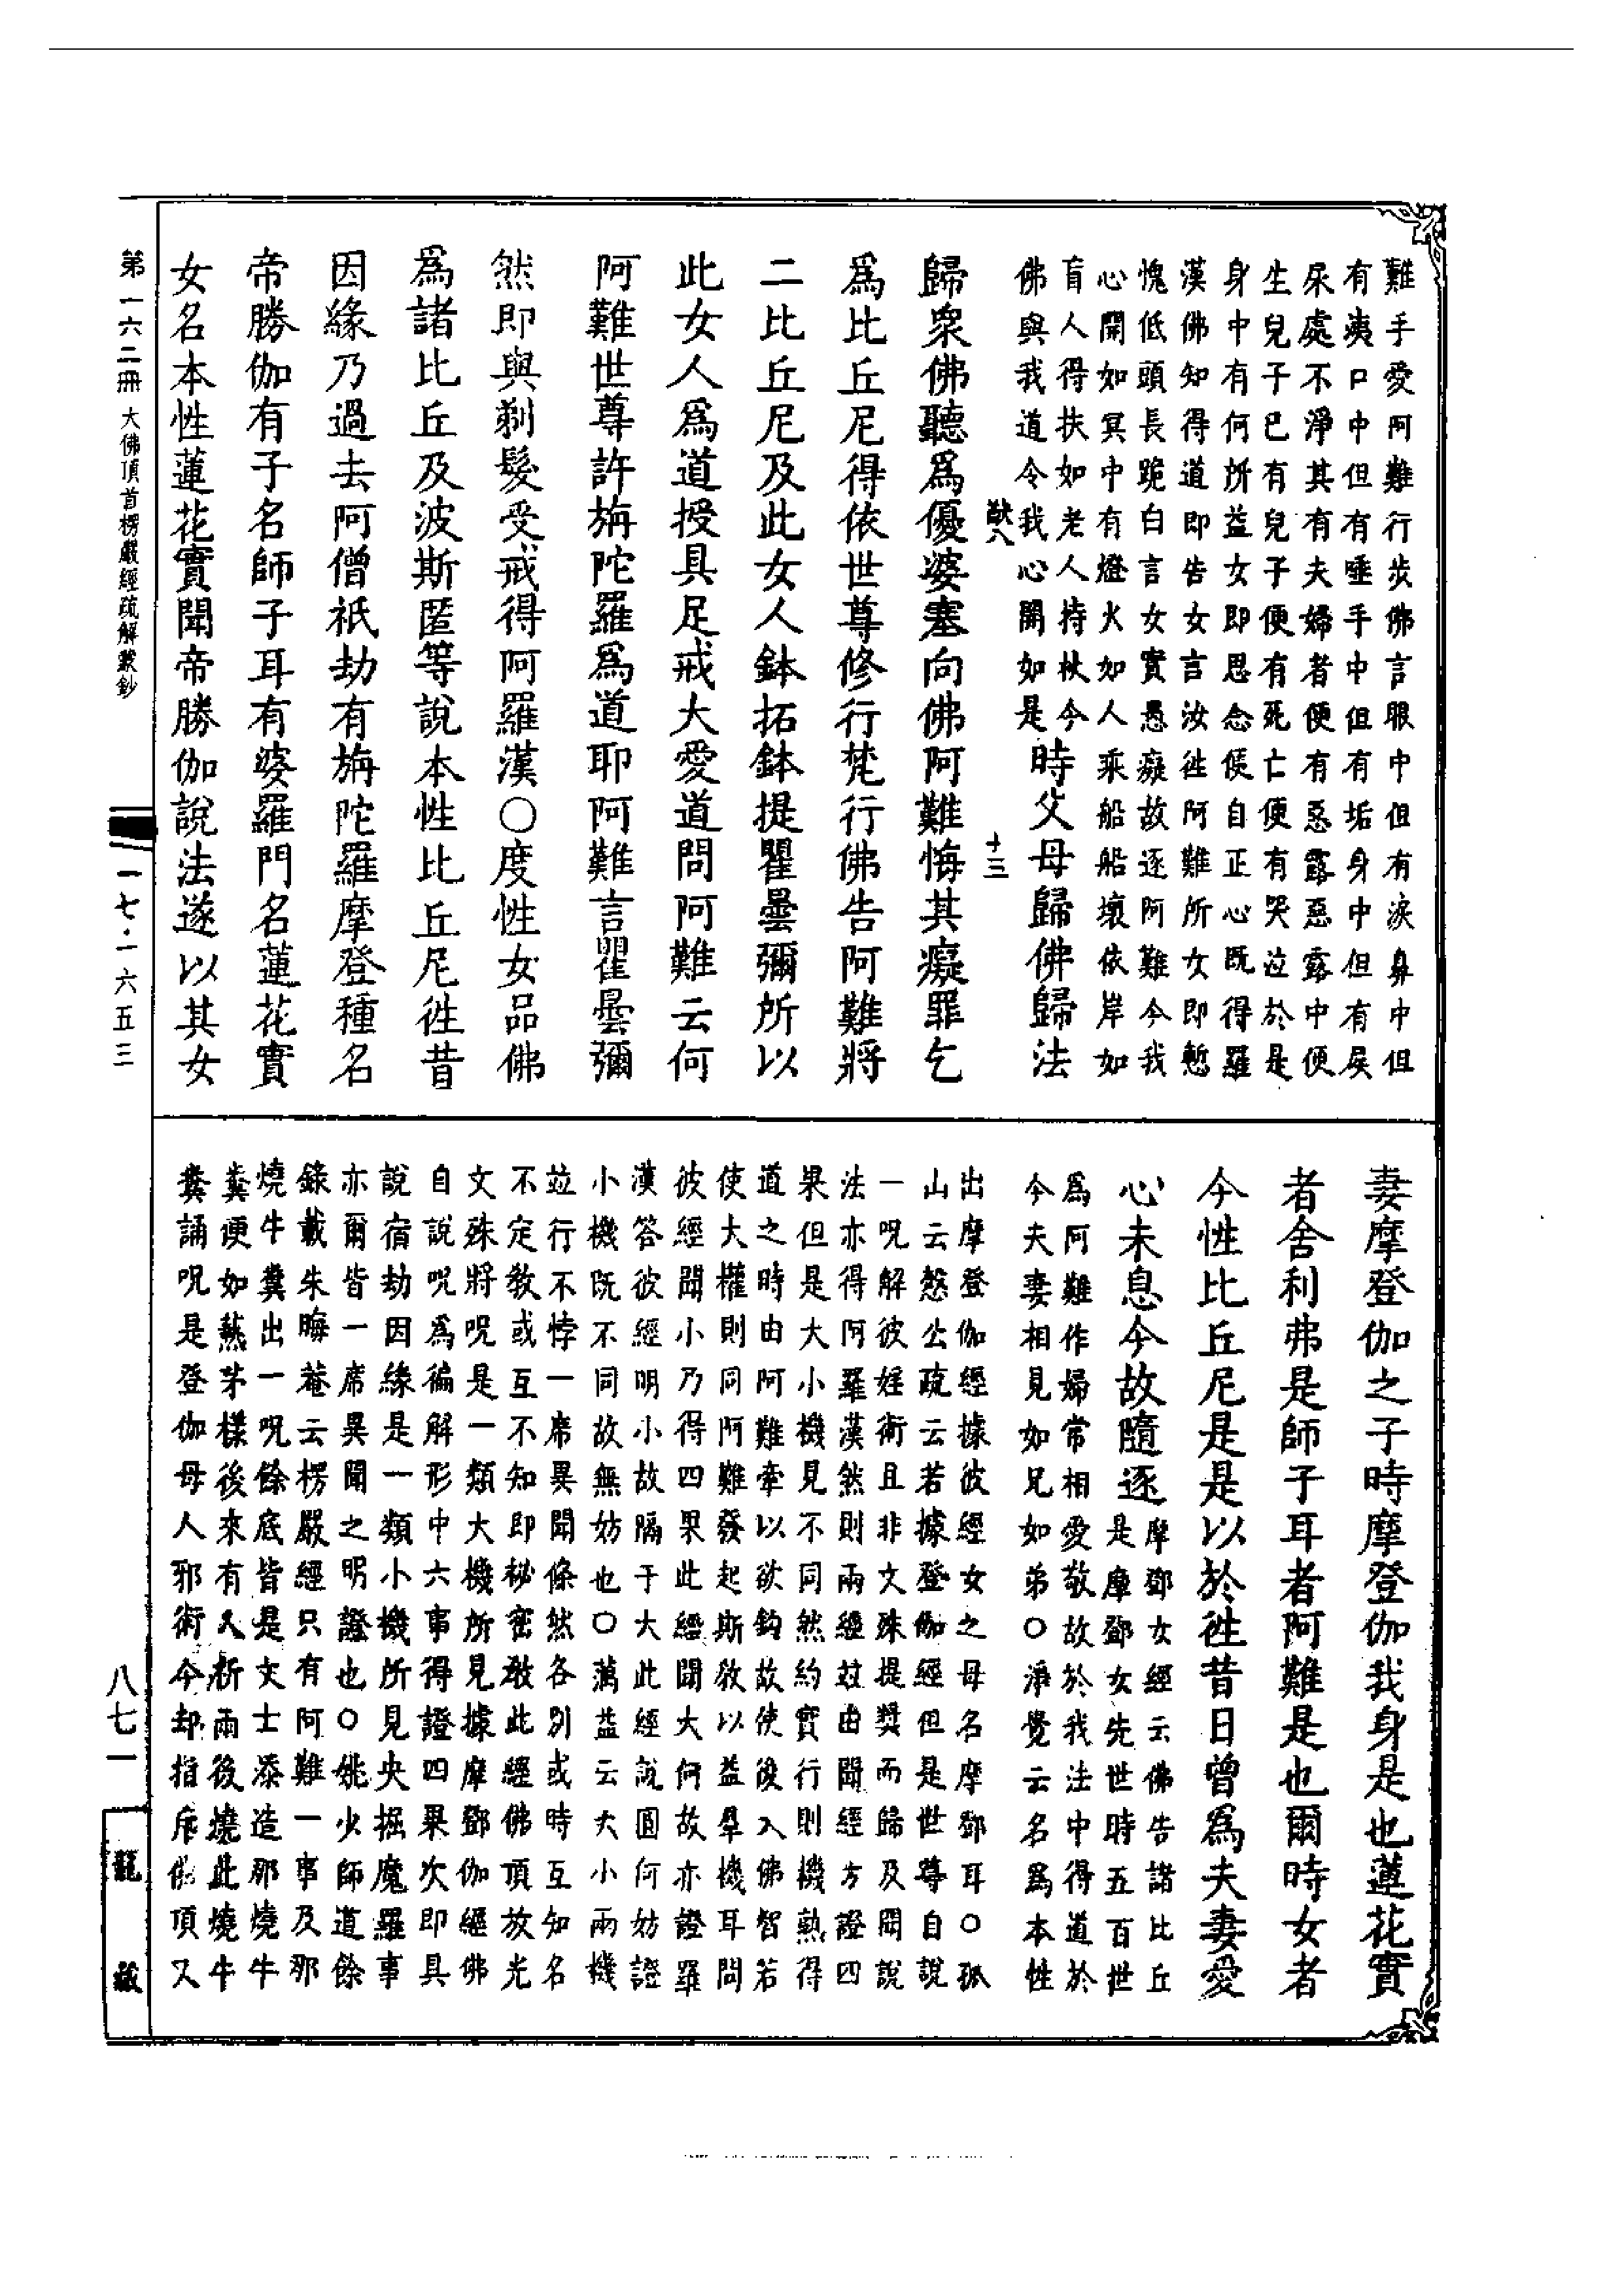 難手愛阿難行步佛言眼中但有淚鼻中但
有洟口中但有唾手中但有垢身中但有屎
尿處不淨其有夫婦者便有惡露惡露中便
生兒子已有兒子便有死亡便有哭泣於是
身中有何所益女即思念便自正心既得羅
漢佛知得道即告女言汝往阿難所女即慙
愧低頭長跪白言女實愚癡故逐阿難今我
心開如冥中有燈火如人乘船船壞依岸如
盲人得扶如老人持杖今
佛與我道令我心開如是
時父母歸佛歸法
猷八
十三
歸衆佛聽爲優婆塞向佛阿難悔其癡罪乞
爲比丘尼得依世尊修行梵行佛告阿難將
二比丘尼及此女人鉢拓鉢提瞿曇彌所以
此女人爲道授具足戒大愛道問阿難云何
阿難世尊許旃陀羅爲道耶阿難言瞿曇彌
然即與剃髮受戒得阿羅漢○度性女品佛
爲諸比丘及波斯匿等說本性比丘尼徃昔
因緣乃過去阿僧祇劫有旃陀羅摩登種名
帝勝伽有子名師子耳有婆羅門名蓮花實
女名本性蓮花實聞帝勝伽說法遂以其女
第一六二冊
大佛頂首楞嚴經疏解蒙鈔
一七·一六五三
妻摩登伽之子時摩登伽我身是也蓮花實
者舍利弗是師子耳者阿難是也爾時女者
今性比丘尼是是以於徃昔日曾爲夫妻愛
心未息今故隨逐
摩鄧女經云佛告諸比丘
是摩鄧女先世時五百世
爲阿難作婦常相愛敬故於我法中得道於
今夫妻相見如兄如弟○淨覺云名爲本性
出摩登伽經據彼經女之母名摩鄧耳○孤
山云慤公疏云若據登伽經但是世尊自說
一呪解彼婬術且非文殊提獎而歸及聞說
法亦得阿羅漢然則兩經竝由聞經方證四
果但是大小機見不同然約實行則機熟得
道之時由阿難牽以欲鈎故使後入佛智若
使大權則同阿難發起斯敎以益羣機耳問
彼經聞小乃得四果此經聞大何故亦證羅
漢答彼經明小故隔于大此經說圓何妨證
小機既不同故無妨也○蕅益云大小兩機
竝行不悖一席異聞條然各別或時互知名
不定敎或互不知即祕密敎此經佛頂放光
文殊將呪是一類大機所見據摩鄧伽經佛
自說呪爲徧解形中六事得證四果次即具
說宿劫因緣是一類小機所見央掘魔羅事
亦爾皆一席異聞之明證也○姚少師道餘
錄載朱晦菴云楞嚴經只有阿難一事及那
燒牛糞出一呪餘底皆是文士添造那燒牛
糞便如爇茅樣後來有人祈雨後燒此燒牛
糞誦呪是登伽母人邪術今却指斥佛頂又
八七一
龍藏